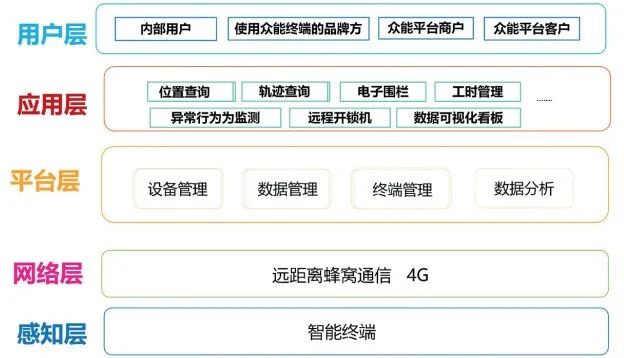 用户层
内部用户 使用众能终端的品牌方 众能平台商户 众能平台客户
应用层
位置查询 轨迹查询 电子围栏 工时管理 ......
异常行为为监测 远程开锁机 数据可视化看板
平台层
设备管理 数据管理 终端管理 数据分析
网络层
远距离蜂窝通信 4G
感知层
智能终端